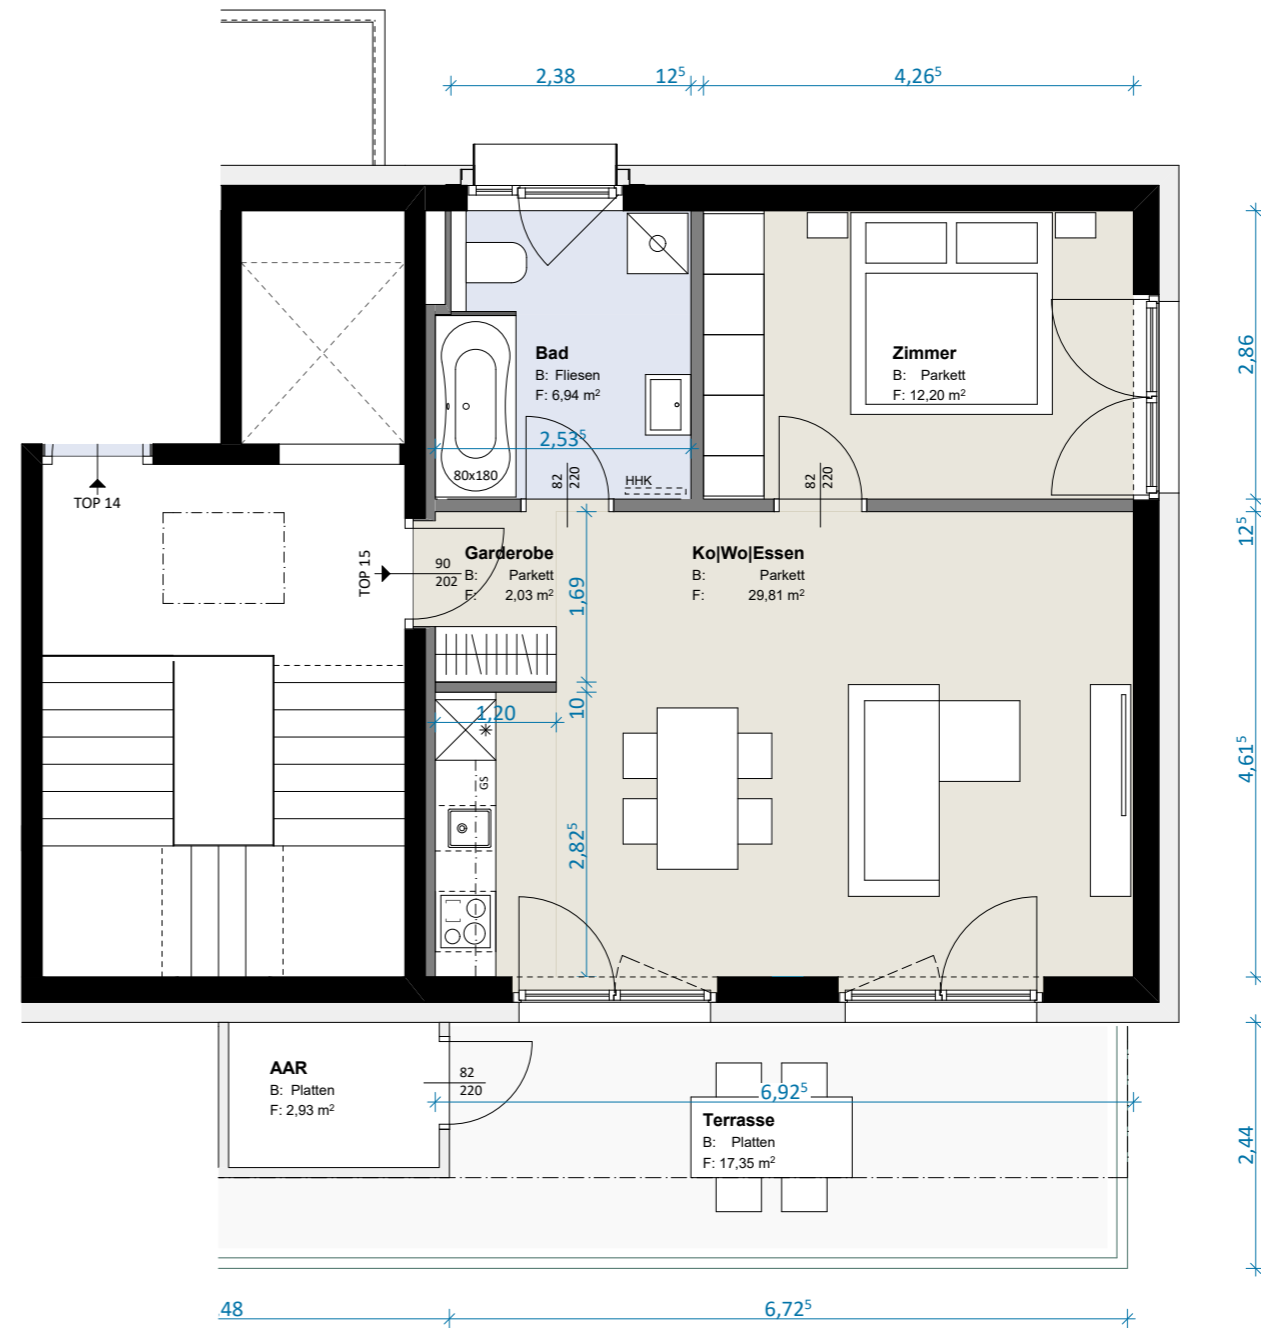 2,38
12⁵
4,26⁵
2,86
Bad
B: Fliesen
F: 6,94 m²
Zimmer
B: Parkett
F: 12,20 m²
2,53⁵
80x180
HHK
82
220
82
220
TOP 14
TOP 15
90
202
Garderobe
B: Parkett
F: 2,03 m²
Ko|Wo|Essen
B: Parkett
F: 29,81 m²
12⁵
1,69
1,20
10
GS
2,82⁵
4,61⁵
AAR
B: Platten
F: 2,93 m²
82
220
6,92⁵
Terrasse
B: Platten
F: 17,35 m²
2,44
.48
6,72⁵